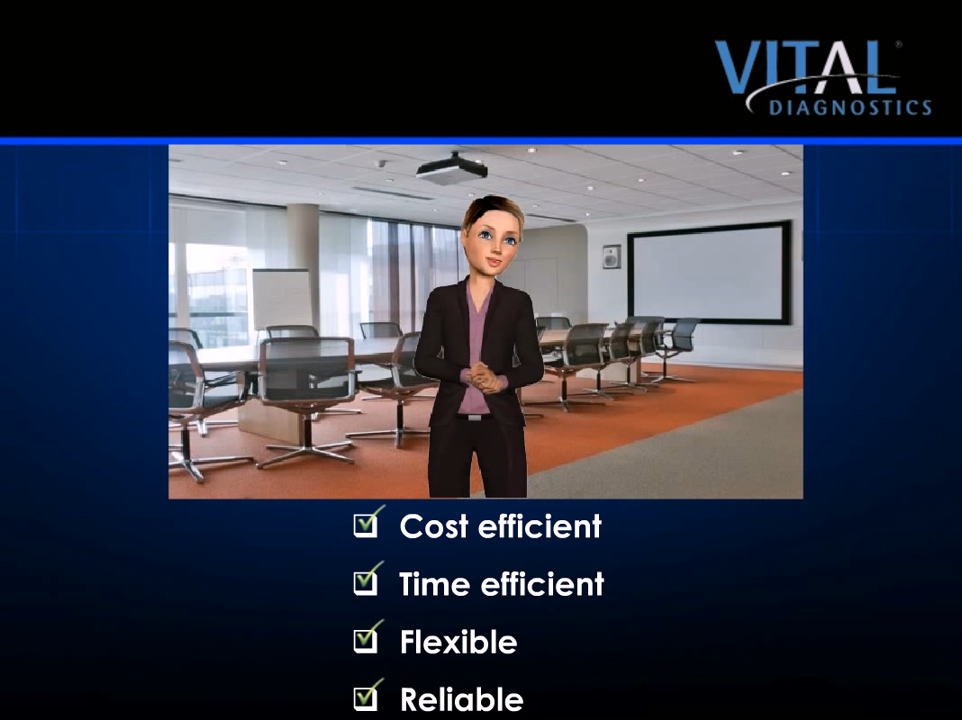 VITAL®
DIAGNOSTICS
Cost efficient
Time efficient
Flexible
Reliable